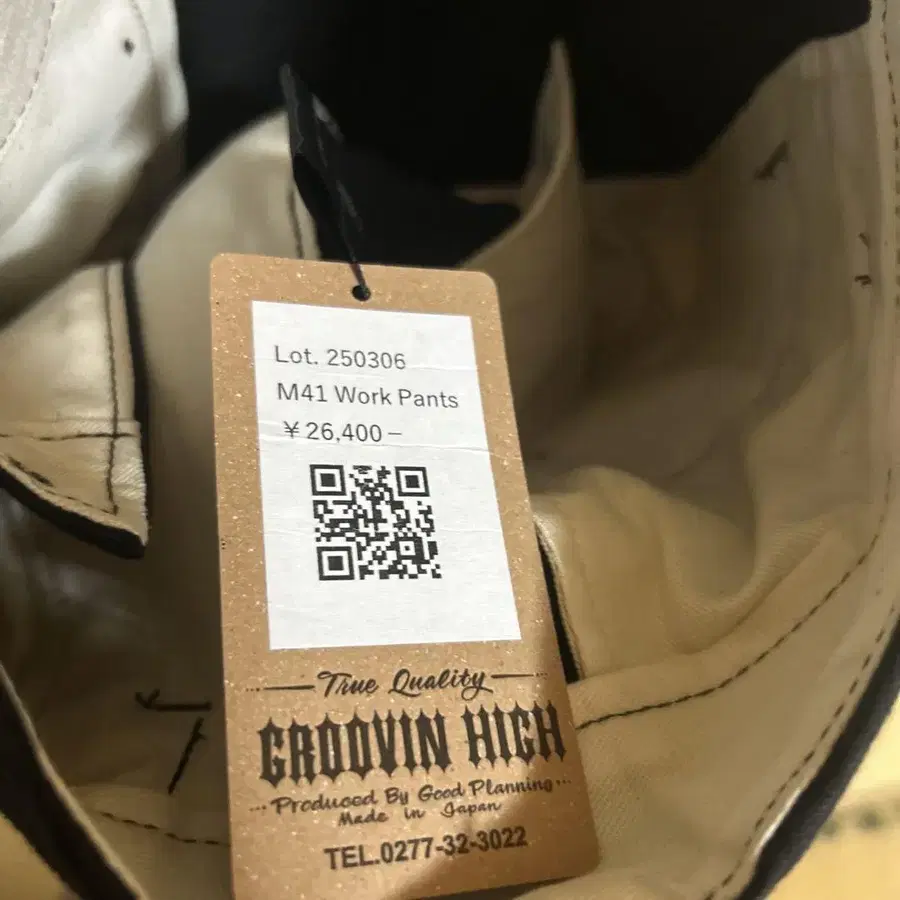 Lot. 250306
M41 Work Pants
￥26,400－
True Quality
GROOVIN HIGH
Produced By Good Planning
Made in Japan
TEL.0277-32-3022